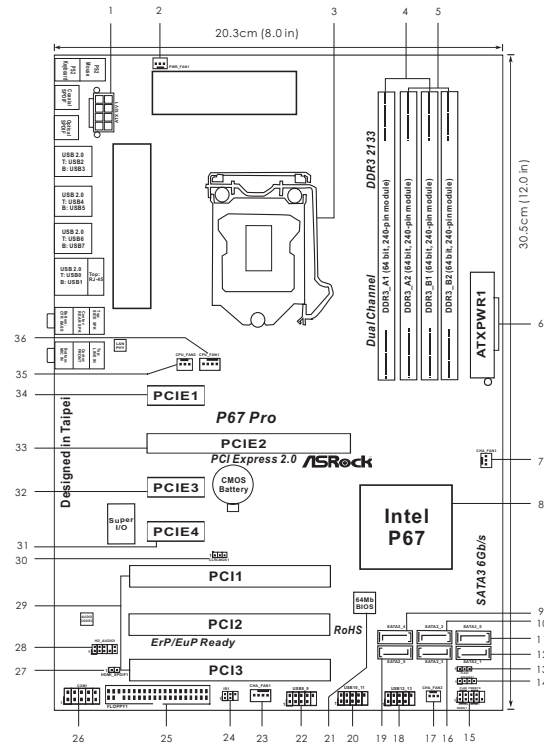 1
2
3
4
5
20.3cm (8.0 in)
PS2 Keyboard
PS2 Mouse
Coaxial SPDIF
Optical SPDIF
ATX12V1
PWR_FAN1
USB 2.0
T: USB2
B: USB3
USB 2.0
T: USB4
B: USB5
USB 2.0
T: USB6
B: USB7
USB 2.0
T: USB0
B: USB1
Top:
RJ-45
LAN
PHY
DDR3 2133
Dual Channel
DDR3_A1 (64 bit, 240-pin module)
DDR3_A2 (64 bit, 240-pin module)
DDR3_B1 (64 bit, 240-pin module)
DDR3_B2 (64 bit, 240-pin module)
30.5cm (12.0 in)
ATXPWR1
6
36
35
CPU_FAN2
CPU_FAN1
34
PCIE1
P67 Pro
33
PCIE2
PCI Express 2.0
ASRock
CHA_FAN3
7
Designed in Taipei
32
PCIE3
CMOS
Battery
Super
I/O
31
PCIE4
Intel
P67
8
30
29
PCI1
SATA3 6Gb/s
64Mb
BIOS
9
10
SATA3_4
SATA2_3
SATA3_0
11
PCI2
RoHS
ErP/EuP Ready
28
HD_AUDIO1
12
SATA3_1
13
27
HDMI_SPDIF1
PCI3
14
COM1
FLOPPY1
IR1
CHA_FAN1
USB8_9
USB10_11
USB12_13
CHA_FAN2
26
25
24
23
22
21
20
19
18
17
16
15